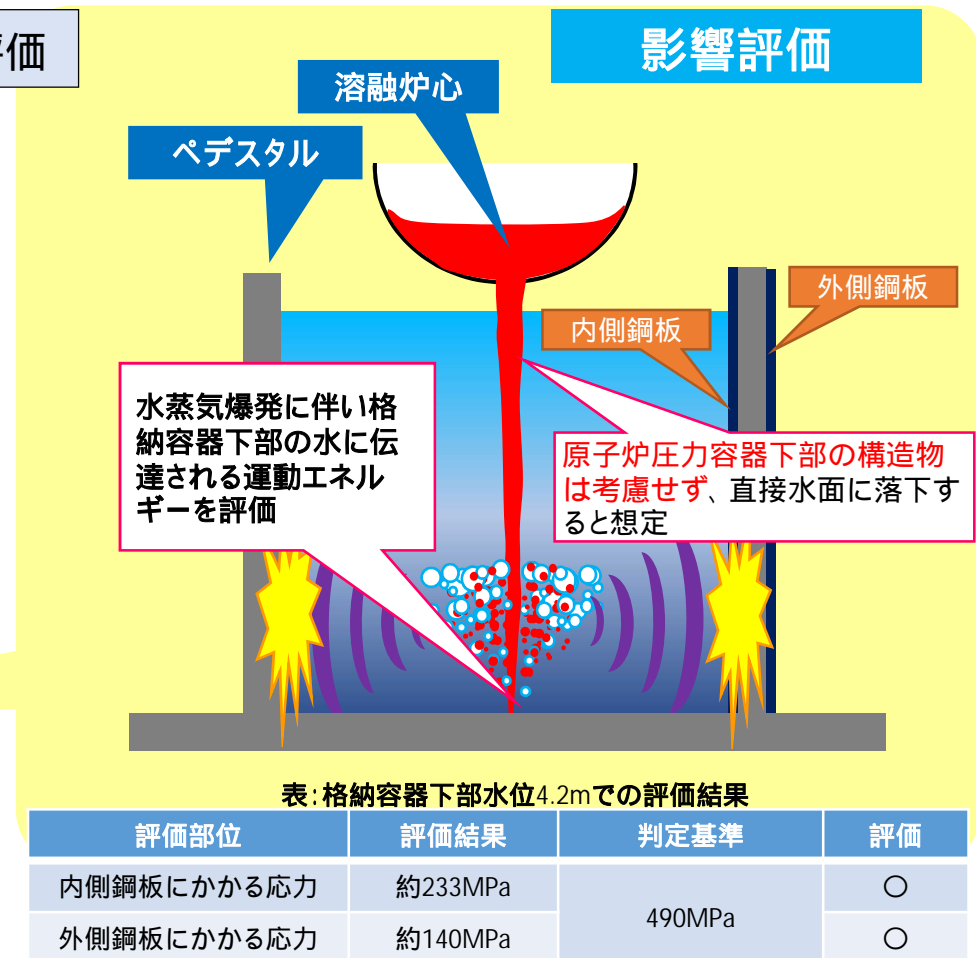 価
影響評価
溶融炉心
ペデスタル
外側鋼板
内側鋼板
水蒸気爆発に伴い格
納容器下部の水に伝
達される運動エネル
ギーを評価
原子炉圧力容器下部の構造物
は考慮せず、直接水面に落下す
ると想定
表:格納容器下部水位4.2mでの評価結果
評価部位 評価結果 判定基準 評価
内側鋼板にかかる応力 約233MPa 490MPa ○
外側鋼板にかかる応力 約140MPa ○